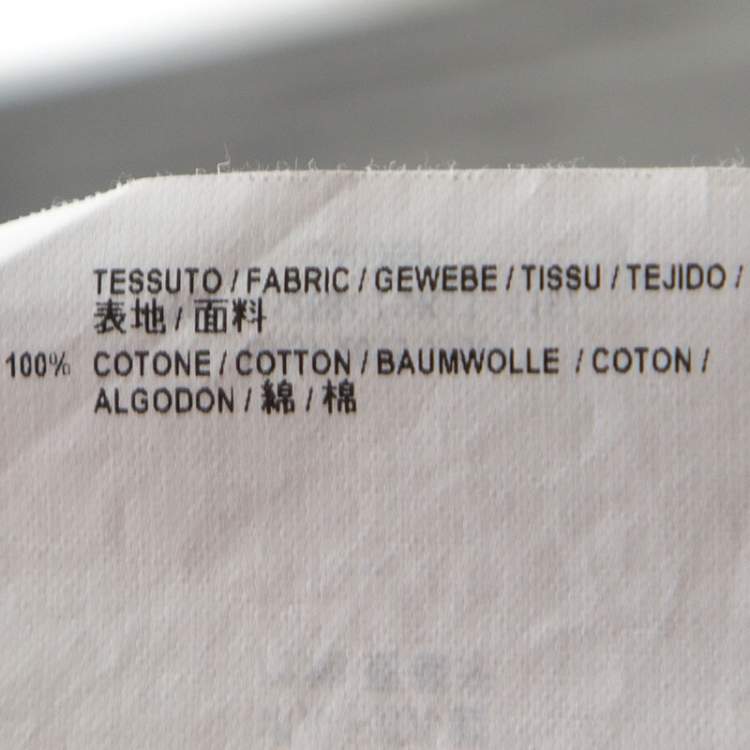 TESSUTO / FABRIC / GEWEBE / TISSU / TEJIDO /
表地 / 面料
100% COTONE / COTTON / BAUMWOLLE / COTON /
ALGODON / 綿 / 棉